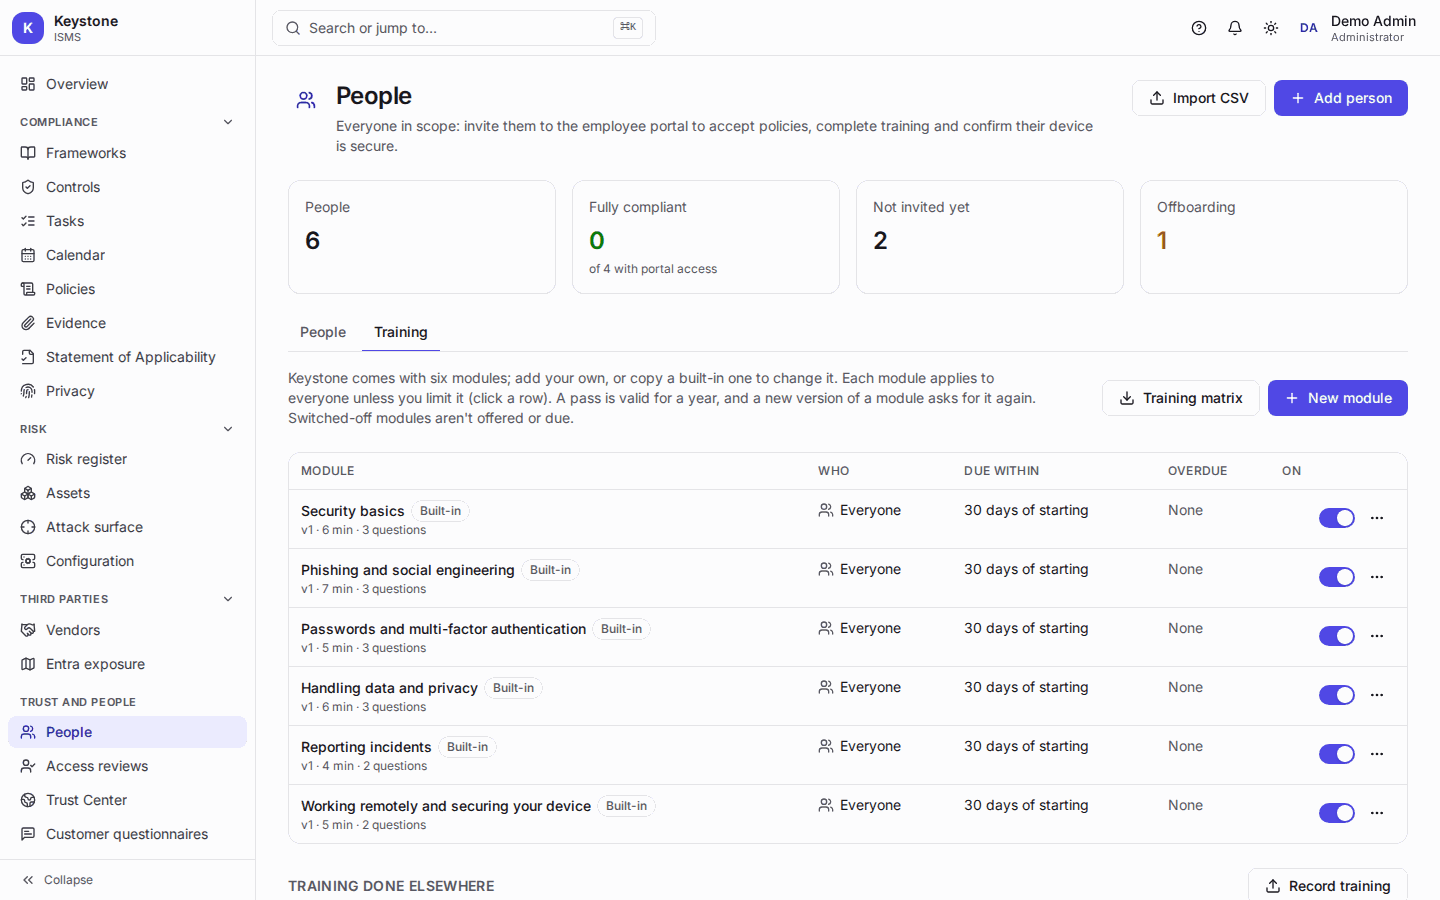 K
Keystone
ISMS
Search or jump to...
⌘K
DA
Demo Admin
Administrator
Overview
COMPLIANCE
Frameworks
Controls
Tasks
Calendar
Policies
Evidence
Statement of Applicability
Privacy
RISK
Risk register
Assets
Attack surface
Configuration
THIRD PARTIES
Vendors
Entra exposure
TRUST AND PEOPLE
People
Access reviews
Trust Center
Customer questionnaires
Collapse
People
Everyone in scope: invite them to the employee portal to accept policies, complete training and confirm their device
is secure.
Import CSV
Add person
People
6
Fully compliant
0
of 4 with portal access
Not invited yet
2
Offboarding
1
People
Training
Keystone comes with six modules; add your own, or copy a built-in one to change it. Each module applies to
everyone unless you limit it (click a row). A pass is valid for a year, and a new version of a module asks for it again.
Switched-off modules aren't offered or due.
Training matrix
New module
MODULE WHO DUE WITHIN OVERDUE ON
Security basics Built-in Everyone 30 days of starting None
v1 · 6 min · 3 questions
Phishing and social engineering Built-in Everyone 30 days of starting None
v1 · 7 min · 3 questions
Passwords and multi-factor authentication Built-in Everyone 30 days of starting None
v1 · 5 min · 3 questions
Handling data and privacy Built-in Everyone 30 days of starting None
v1 · 6 min · 3 questions
Reporting incidents Built-in Everyone 30 days of starting None
v1 · 4 min · 2 questions
Working remotely and securing your device Built-in Everyone 30 days of starting None
v1 · 5 min · 2 questions
TRAINING DONE ELSEWHERE
Record training